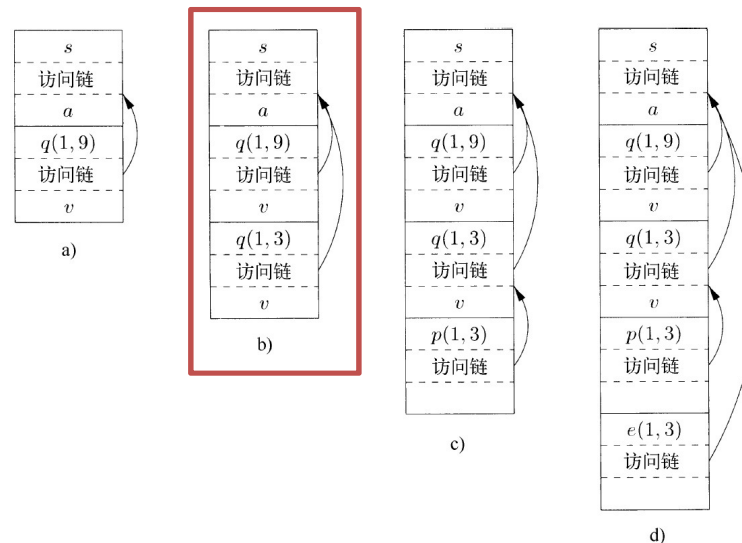 s
访问链
a
q(1, 9)
访问链
v
a)
s
访问链
a
q(1, 9)
访问链
v
q(1, 3)
访问链
v
b)
s
访问链
a
q(1, 9)
访问链
v
q(1, 3)
访问链
v
p(1, 3)
访问链
c)
s
访问链
a
q(1, 9)
访问链
v
q(1, 3)
访问链
v
p(1, 3)
访问链
e(1, 3)
访问链
d)